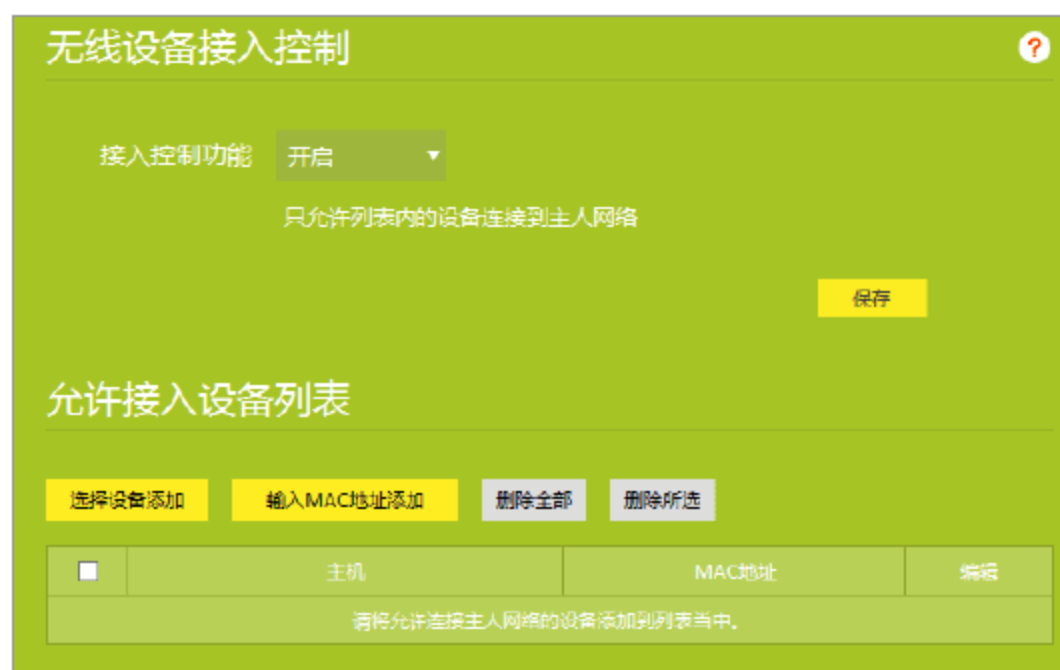 无线设备接入控制
?
接入控制功能 开启
只允许列表内的设备连接到主人网络
保存
允许接入设备列表
选择设备添加 输入MAC地址添加 删除全部 删除所选
主机 MAC地址 编辑
请将允许连接主人网络的设备添加到列表当中。